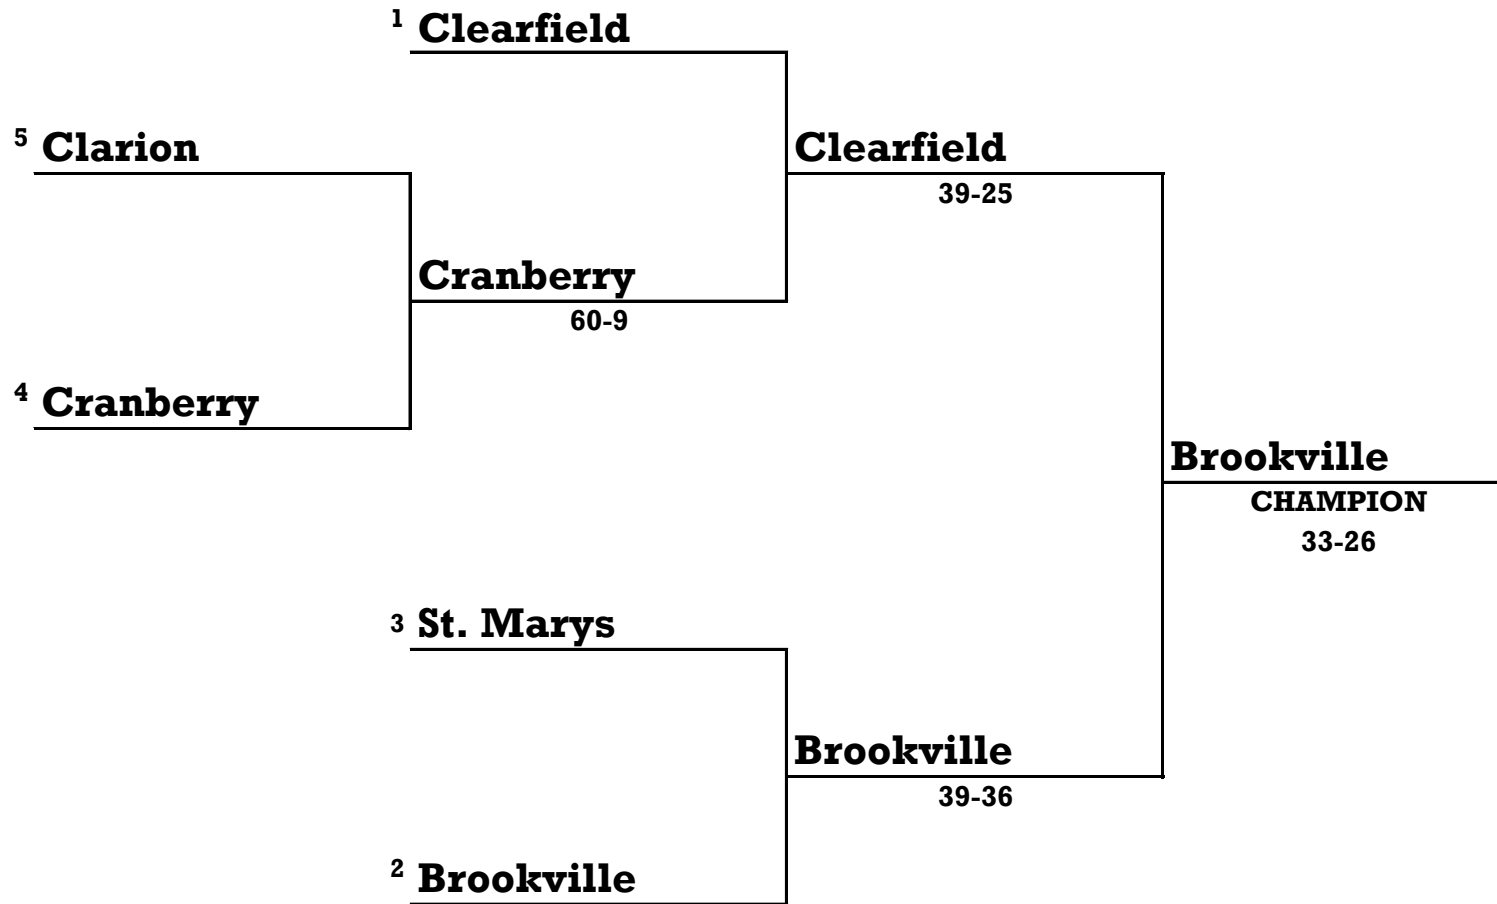 1 Clearfield
5 Clarion
Clearfield
39-25
Cranberry
60-9
4 Cranberry
Brookville
CHAMPION
33-26
3 St. Marys
Brookville
39-36
2 Brookville